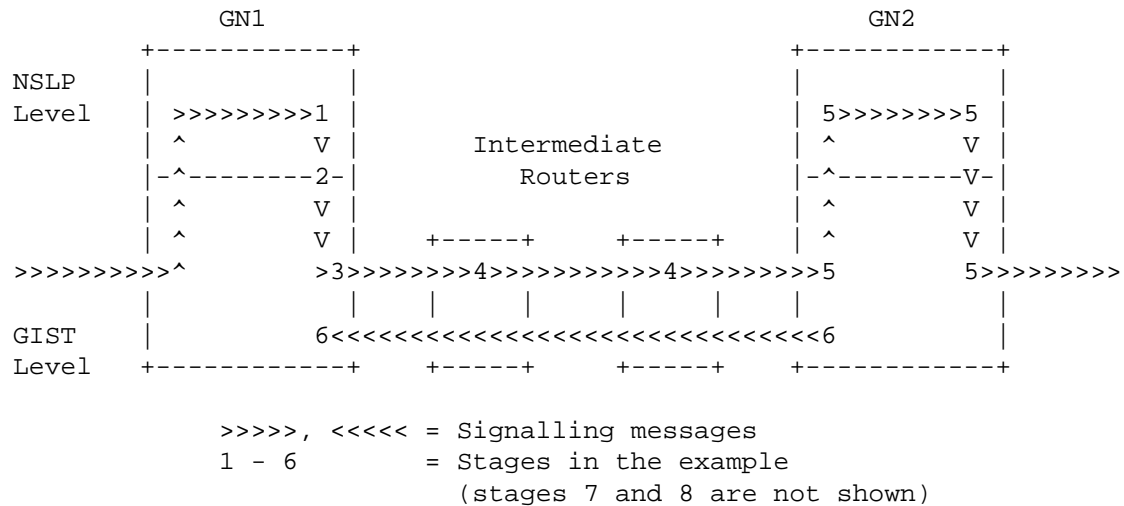 GN1                                         GN2
          +------------+                              +------------+
NSLP      |            |                              |            |
Level     | >>>>>>>>>1 |                              | 5>>>>>>>>5 |
          | ^        V |         Intermediate         | ^        V |
          |-^--------2-|            Routers           |-^--------V-|
          | ^        V |                              | ^        V |
          | ^        V |      +-----+     +-----+     | ^        V |
>>>>>>>>>>^          >3>>>>>>>>4>>>>>>>>>>>4>>>>>>>>>5          5>>>>>>>>>
          |            |      |     |     |     |     |            |
GIST      |           6<<<<<<<<<<<<<<<<<<<<<<<<<<<<<<<6            |
Level     +------------+      +-----+     +-----+     +------------+

               >>>>>, <<<<< = Signalling messages
               1 - 6        = Stages in the example
                              (stages 7 and 8 are not shown)